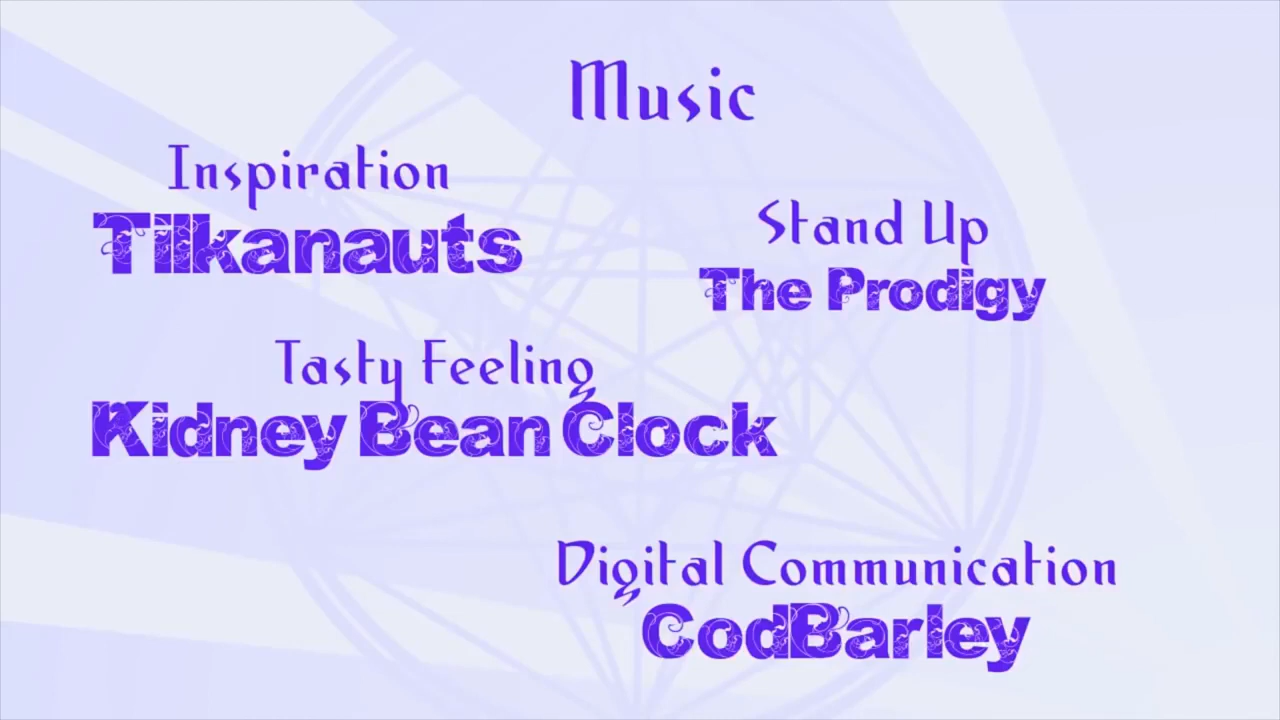 Music
Inspiration
Tilkanauts
Stand Up
The Prodigy
Tasty Feeling
Kidney Bean Clock
Digital Communication
CodBarley